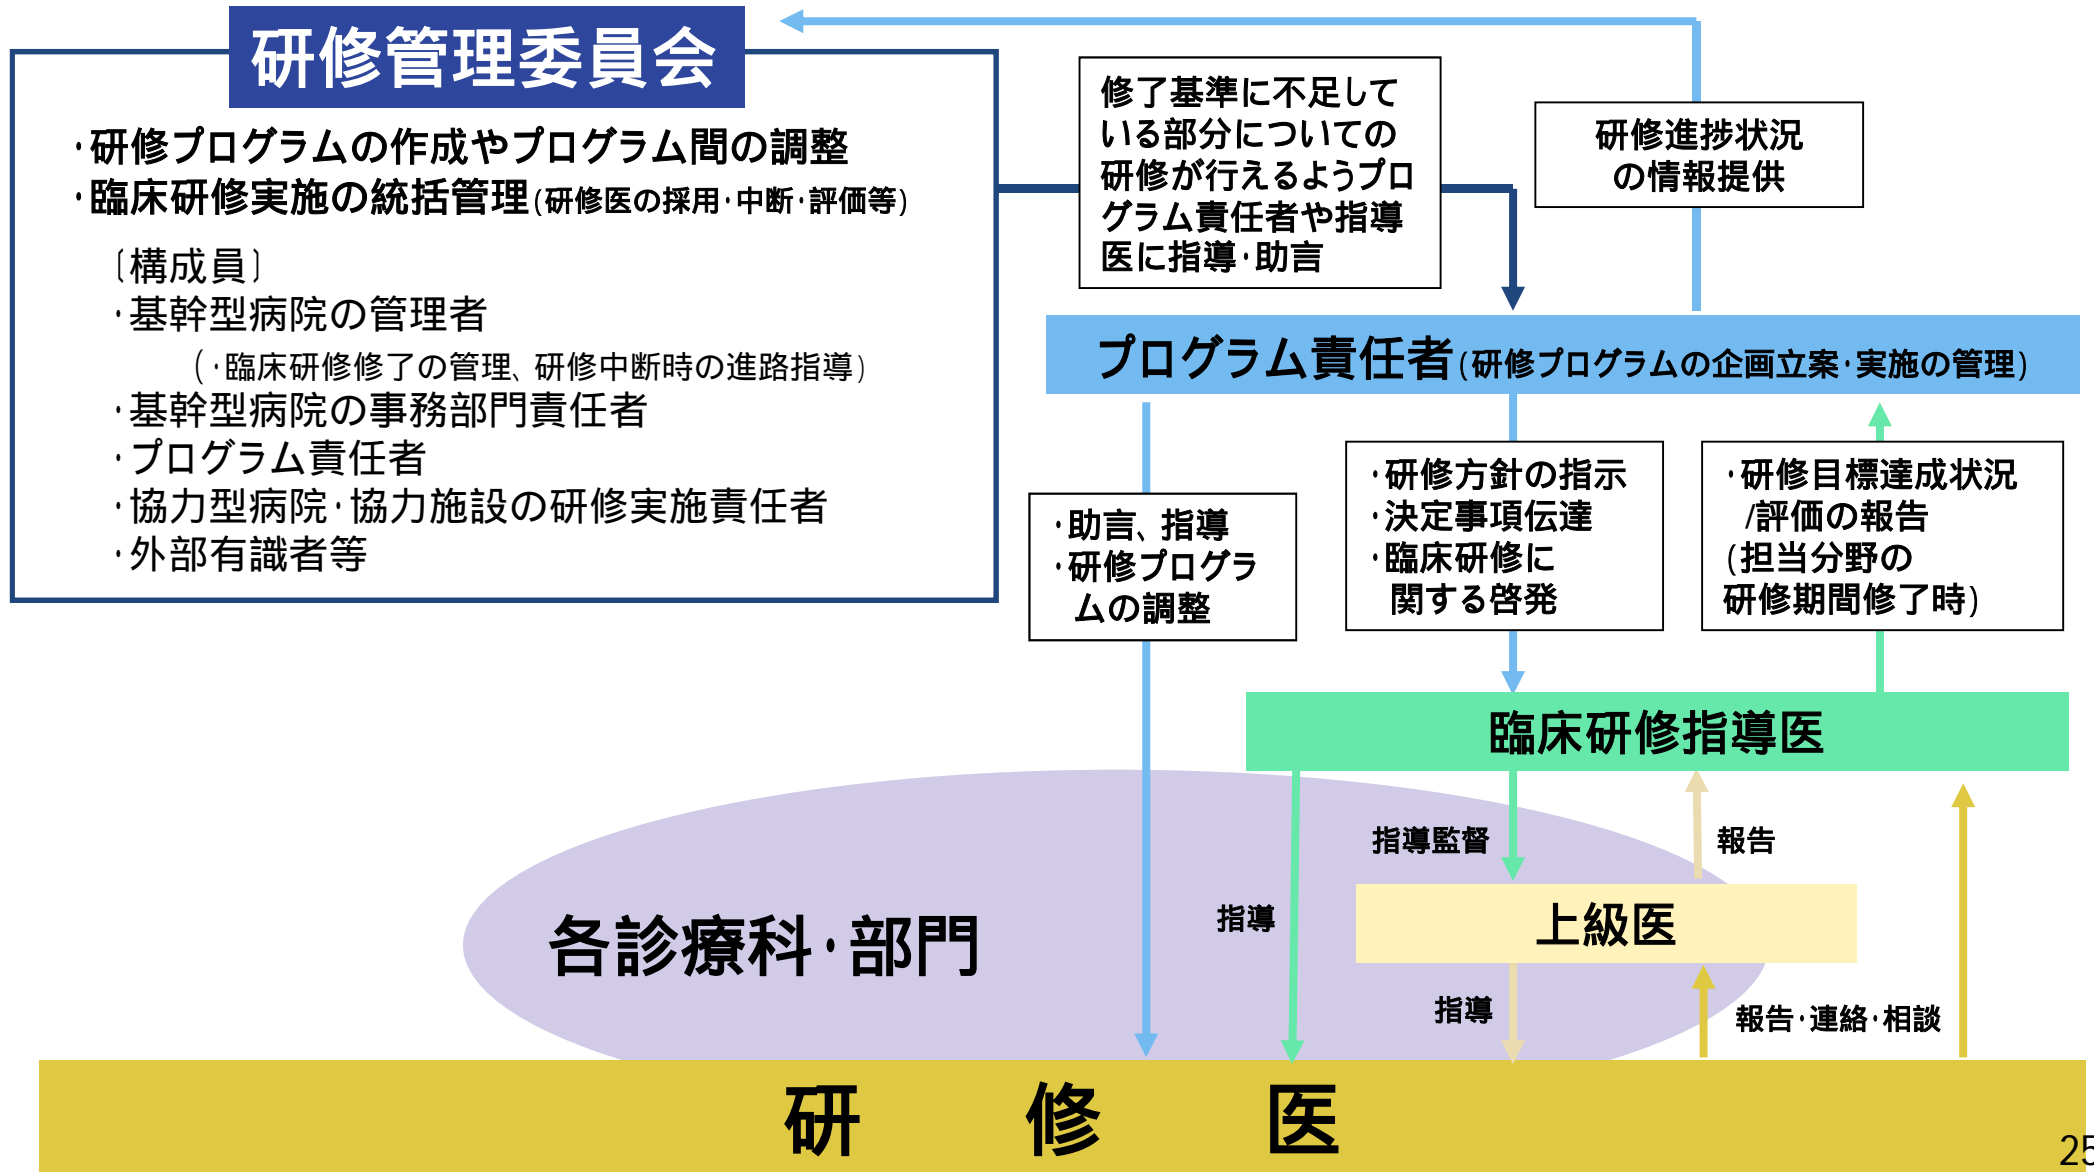 研修管理委員会
・研修プログラムの作成やプログラム間の調整
・臨床研修実施の統括管理(研修医の採用・中断・評価等)
〔構成員〕
・基幹型病院の管理者
(・臨床研修修了の管理、研修中断時の進路指導)
・基幹型病院の事務部門責任者
・プログラム責任者
・協力型病院・協力施設の研修実施責任者
・外部有識者等
修了基準に不足して
いる部分についての
研修が行えるようプロ
グラム責任者や指導
医に指導・助言
研修進捗状況
の情報提供
プログラム責任者(研修プログラムの企画立案・実施の管理)
・助言、指導
・研修プログラ
ムの調整
・研修方針の指示
・決定事項伝達
・臨床研修に
関する啓発
・研修目標達成状況
/評価の報告
(担当分野の
研修期間修了時)
臨床研修指導医
指導監督
報告
指導
上級医
各診療科・部門
指導
報告・連絡・相談
研 修 医
25